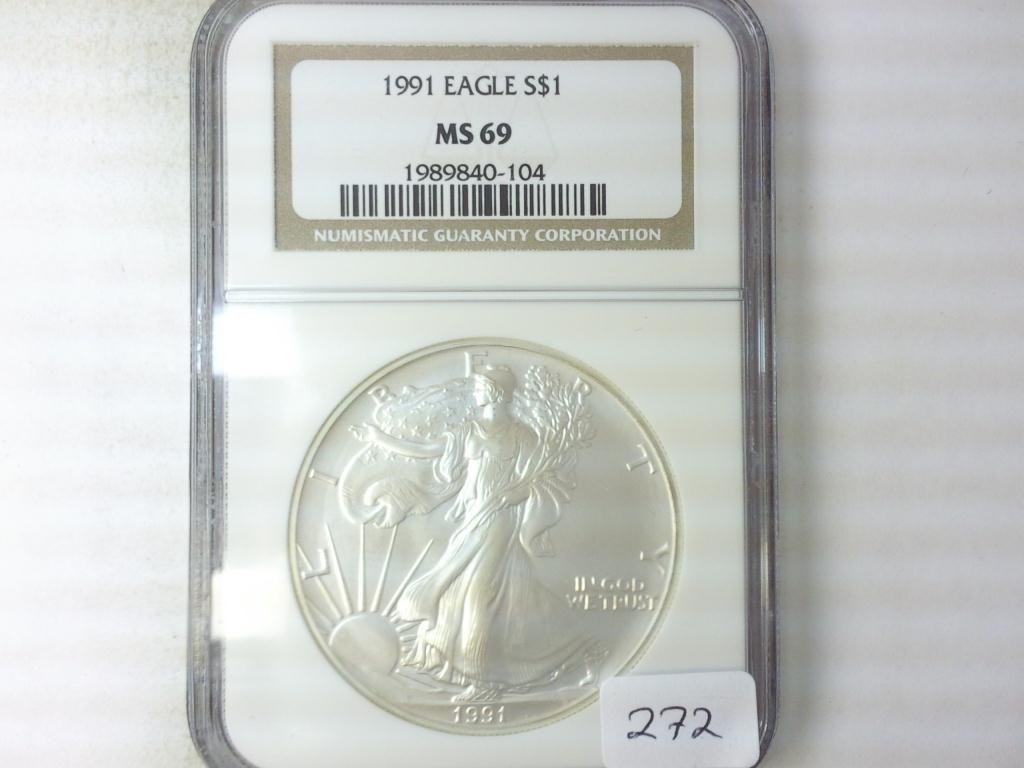 1991 EAGLE S$1
MS 69
1989840-104
NUMISMATIC GUARANTY CORPORATION
LIBERTY
IN GOD
WE TRUST
1991
272